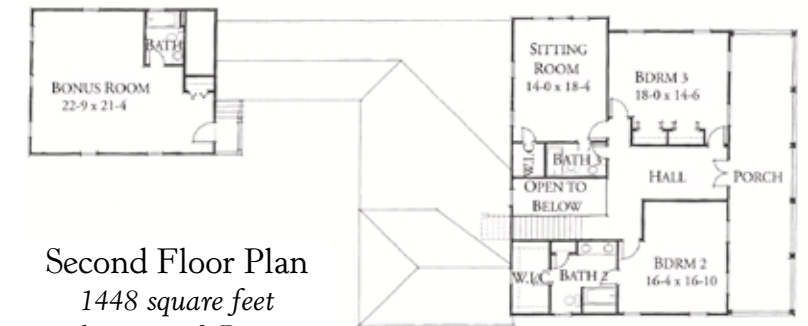 BATH
BONUS ROOM
22-9 x 21-4
SITTING
ROOM
14-0 x 18-4
BDRM 3
18-0 x 14-6
W.I.C.
BATH 3
HALL
PORCH
OPEN TO
BELOW
W.I.C.
BATH 2
BDRM 2
16-4 x 16-10
Second Floor Plan
1448 square feet